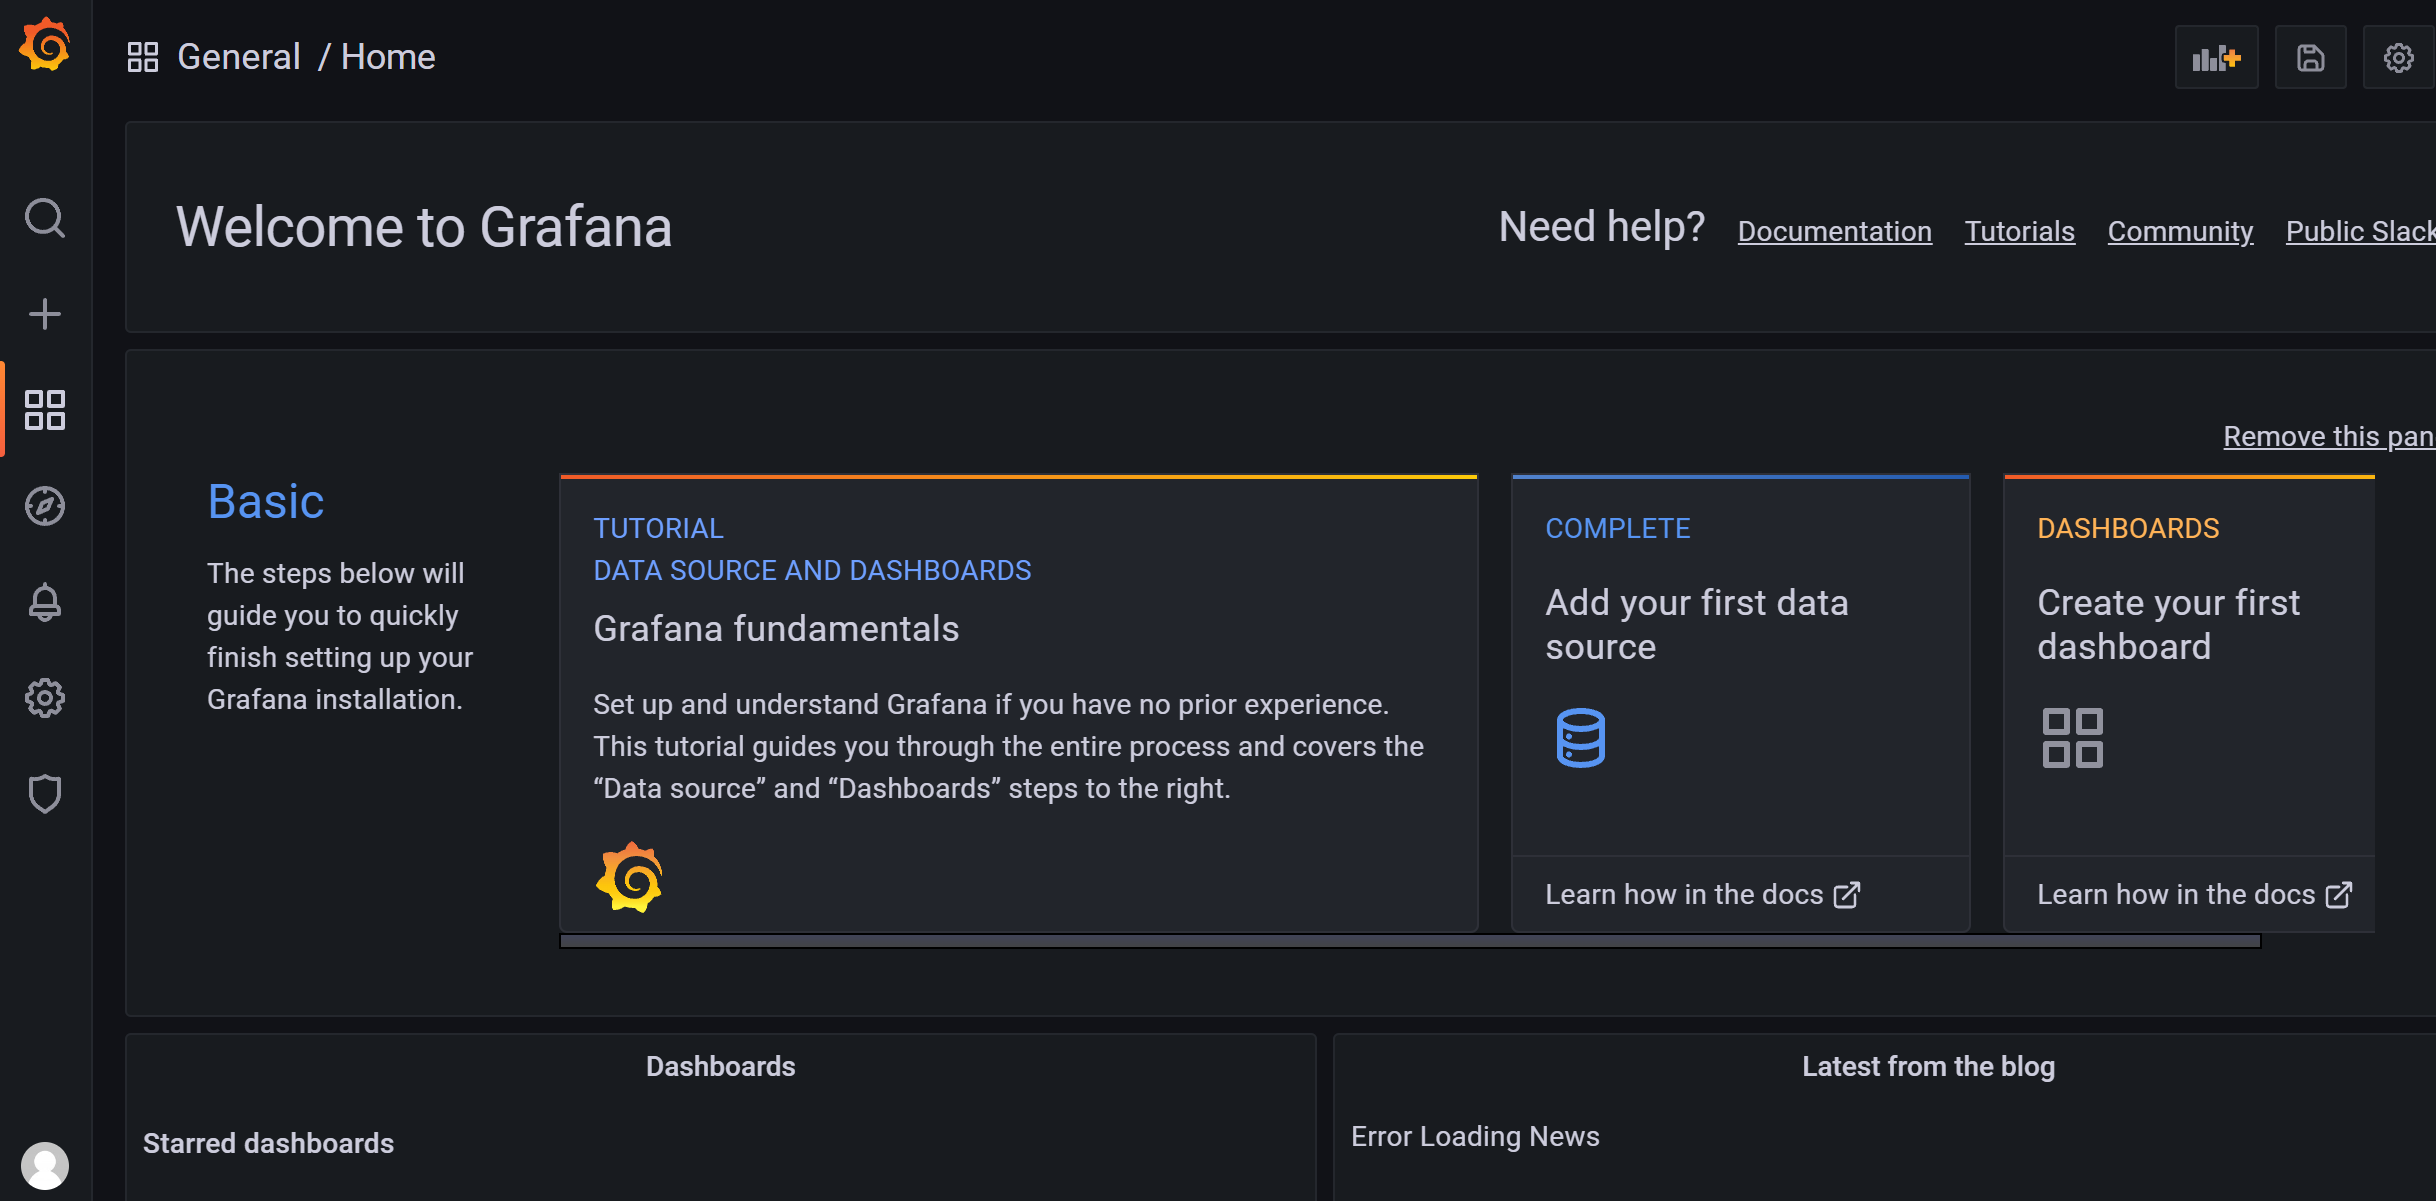 General / Home
Welcome to Grafana
Need help? Documentation Tutorials Community Public Slack
Remove this
Basic
The steps below will
guide you to quickly
finish setting up your
Grafana installation.
TUTORIAL
DATA SOURCE AND DASHBOARDS
Grafana fundamentals
Set up and understand Grafana if you have no prior experience.
This tutorial guides you through the entire process and covers the
“Data source” and “Dashboards” steps to the right.
COMPLETE
Add your first data
source
Learn how in the docs
DASHBOARDS
Create your first
dashboard
Learn how in the docs
Dashboards
Starred dashboards
Latest from the blog
Error Loading News